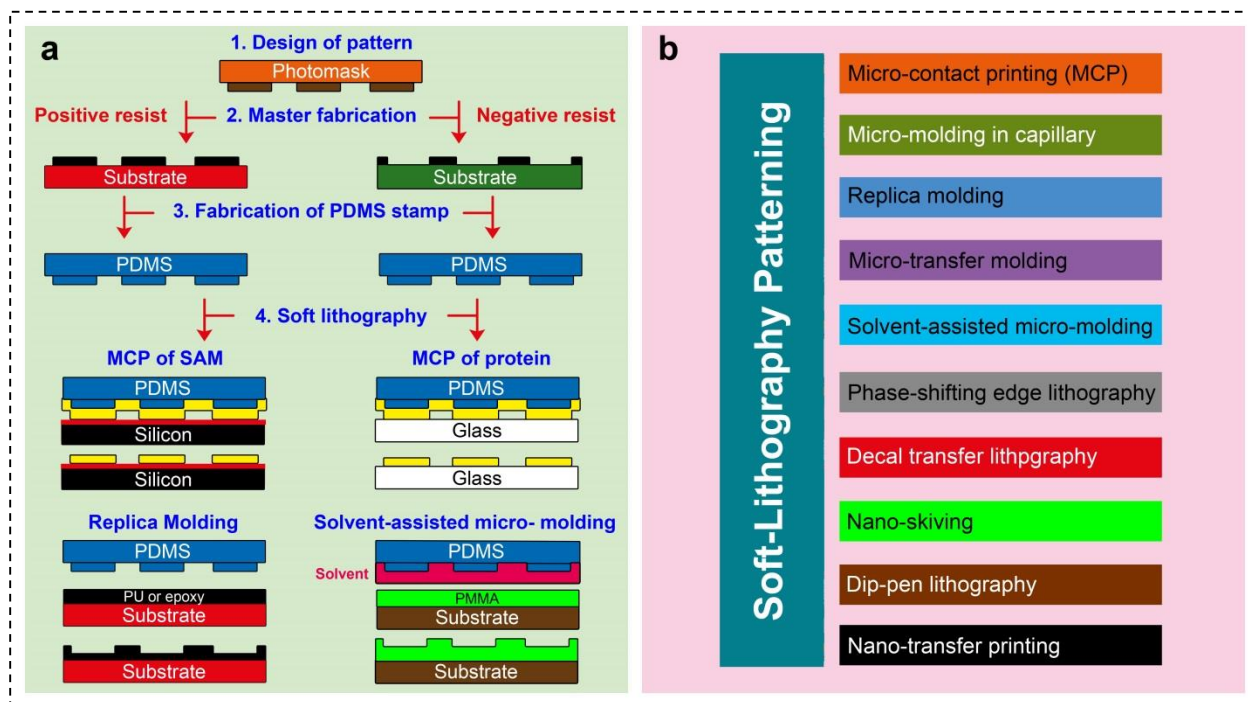 a
1. Design of pattern
Photomask
Positive resist
2. Master fabrication
Negative resist
Substrate
Substrate
3. Fabrication of PDMS stamp
PDMS
PDMS
4. Soft lithography
MCP of SAM
MCP of protein
PDMS
PDMS
Silicon
Glass
Silicon
Glass
Replica Molding
Solvent-assisted micro- molding
PDMS
PDMS
Solvent
PU or epoxy
PMMA
Substrate
Substrate
Substrate
Substrate
b
Soft-Lithography Patterning
Micro-contact printing (MCP)
Micro-molding in capillary
Replica molding
Micro-transfer molding
Solvent-assisted micro-molding
Phase-shifting edge lithography
Decal transfer lithpgraphy
Nano-skiving
Dip-pen lithography
Nano-transfer printing